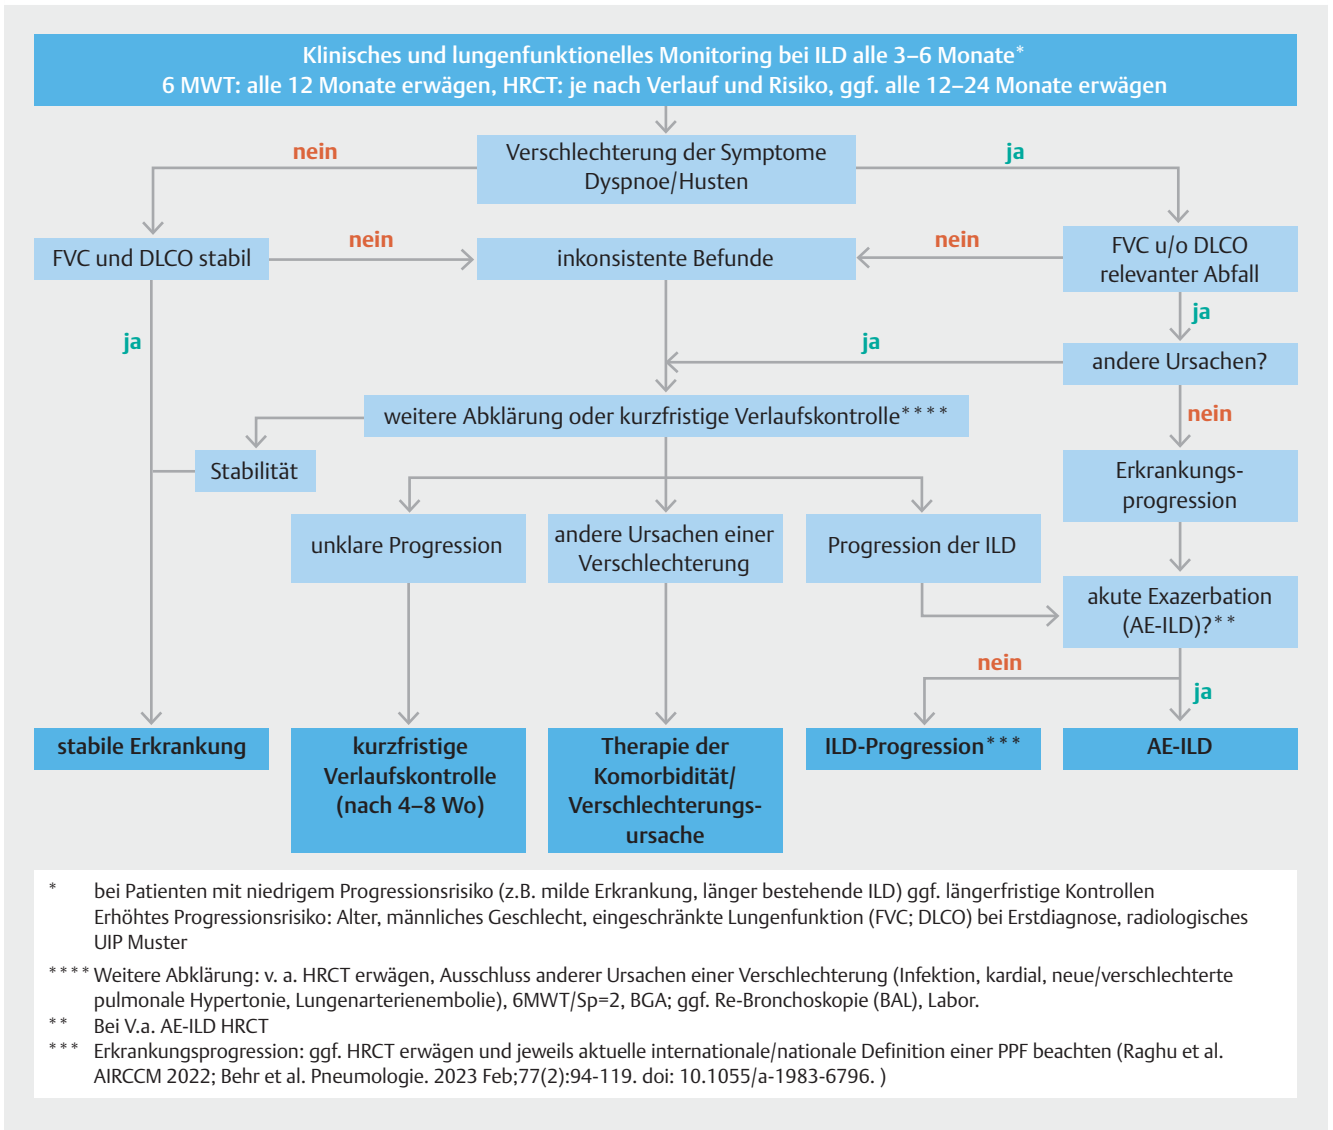 Klinisches und lungenfunktionelles Monitoring bei ILD alle 3–6 Monate*
6 MWT: alle 12 Monate erwägen, HRCT: je nach Verlauf und Risiko, ggf. alle 12–24 Monate erwägen
nein
Verschlechterung der Symptome
Dyspnoe/Husten
ja
FVC und DLCO stabil
nein
inkonsistente Befunde
nein
FVC u/o DLCO
relevanter Abfall
ja
ja
ja
andere Ursachen?
nein
weitere Abklärung oder kurzfristige Verlaufskontrolle****
Stabilität
Erkrankungs-
progression
unklare Progression
andere Ursachen einer
Verschlechterung
Progression der ILD
akute Exazerbation
(AE-ILD)?**
nein
ja
stabile Erkrankung
kurzfristige
Verlaufskontrolle
(nach 4–8 Wo)
Therapie der
Komorbidität/
Verschlechterungs-
ursache
ILD-Progression***
AE-ILD
* bei Patienten mit niedrigem Progressionsrisiko (z.B. milde Erkrankung, länger bestehende ILD) ggf. längerfristige Kontrollen
Erhöhtes Progressionsrisiko: Alter, männliches Geschlecht, eingeschränkte Lungenfunktion (FVC; DLCO) bei Erstdiagnose, radiologisches
UIP Muster
**** Weitere Abklärung: v. a. HRCT erwägen, Ausschluss anderer Ursachen einer Verschlechterung (Infektion, kardial, neue/verschlechterte
pulmonale Hypertonie, Lungenarterienembolie), 6MWT/Sp=2, BGA; ggf. Re-Bronchoskopie (BAL), Labor.
** Bei V.a. AE-ILD HRCT
*** Erkrankungsprogression: ggf. HRCT erwägen und jeweils aktuelle internationale/nationale Definition einer PPF beachten (Raghu et al.
AIRCCM 2022; Behr et al. Pneumologie. 2023 Feb;77(2):94-119. doi: 10.1055/a-1983-6796. )